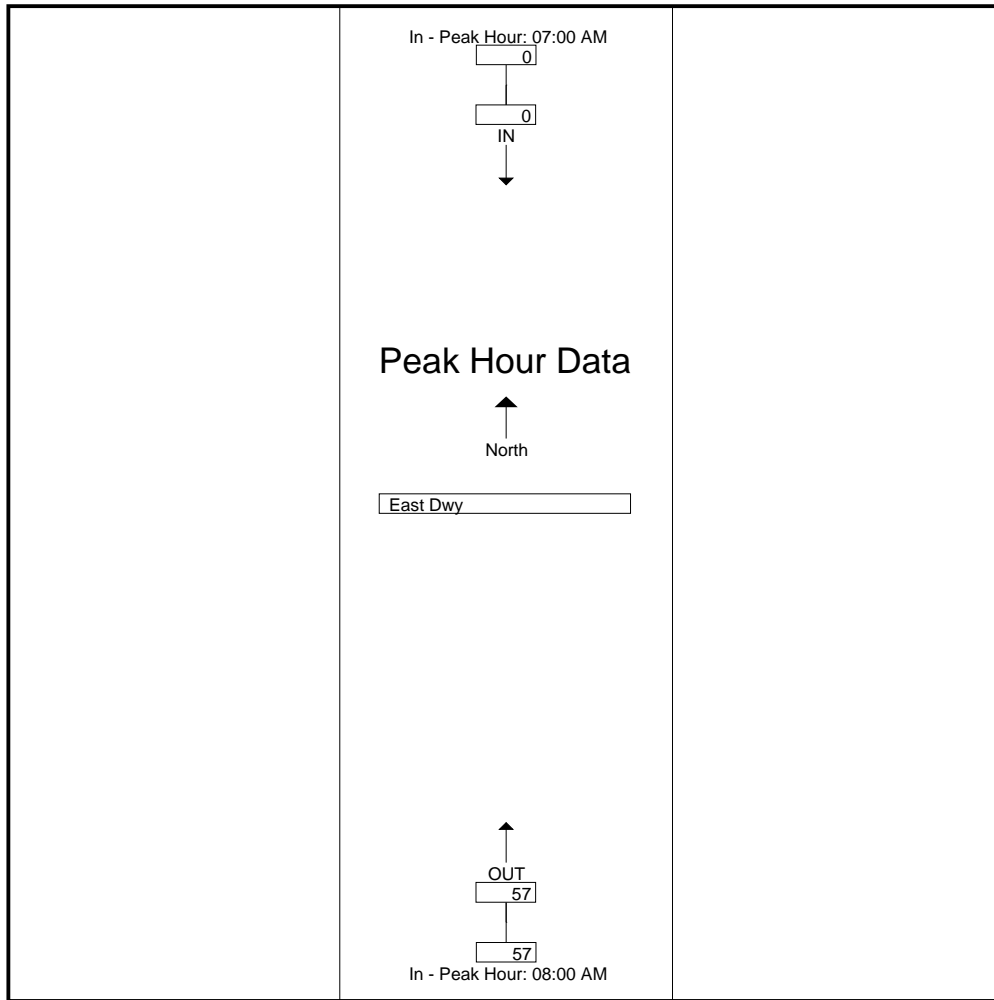 In - Peak Hour: 07:00 AM
0
0
IN
Peak Hour Data
North
East Dwy
OUT
57
57
In - Peak Hour: 08:00 AM